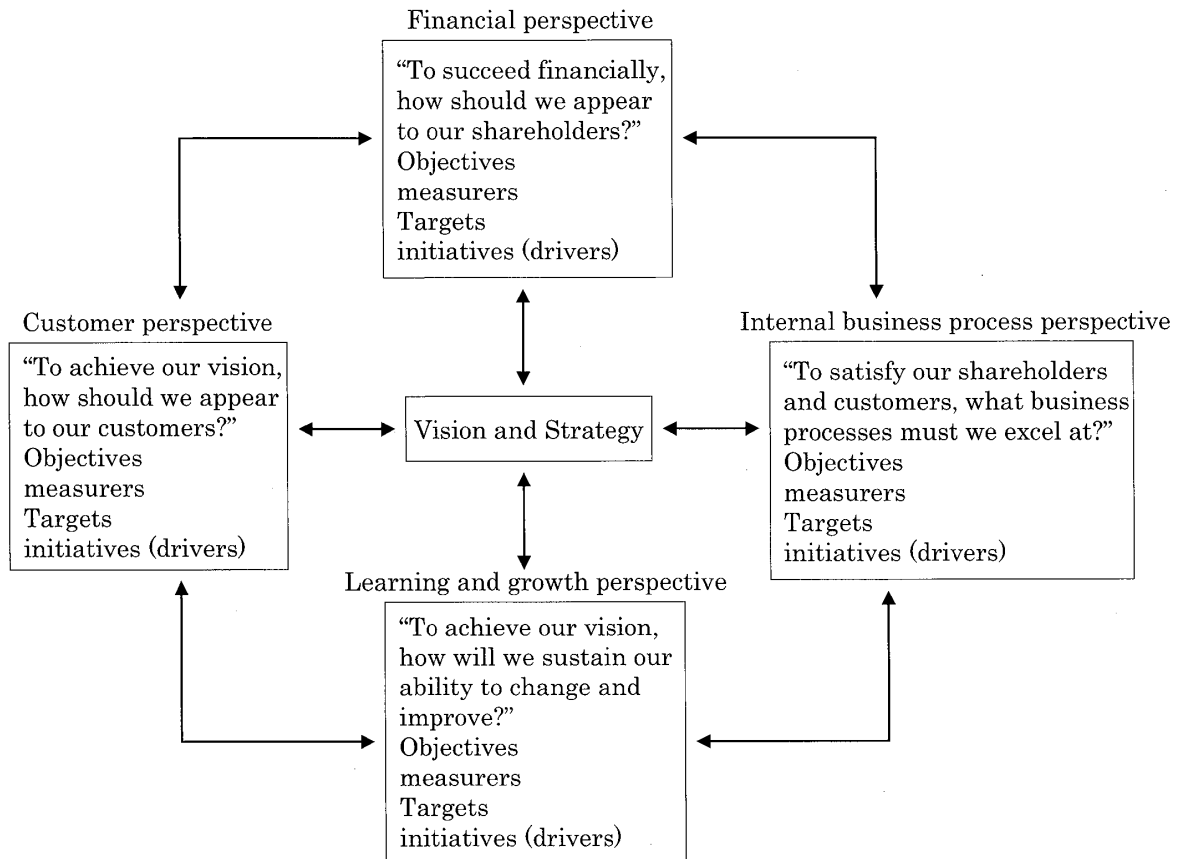 Financial perspective
“To succeed financially,
how should we appear
to our shareholders?”
Objectives
measurers
Targets
initiatives (drivers)
Customer perspective
“To achieve our vision,
how should we appear
to our customers?”
Objectives
measurers
Targets
initiatives (drivers)
Vision and Strategy
Internal business process perspective
“To satisfy our shareholders
and customers, what business
processes must we excel at?”
Objectives
measurers
Targets
initiatives (drivers)
Learning and growth perspective
“To achieve our vision,
how will we sustain our
ability to change and
improve?”
Objectives
measurers
Targets
initiatives (drivers)